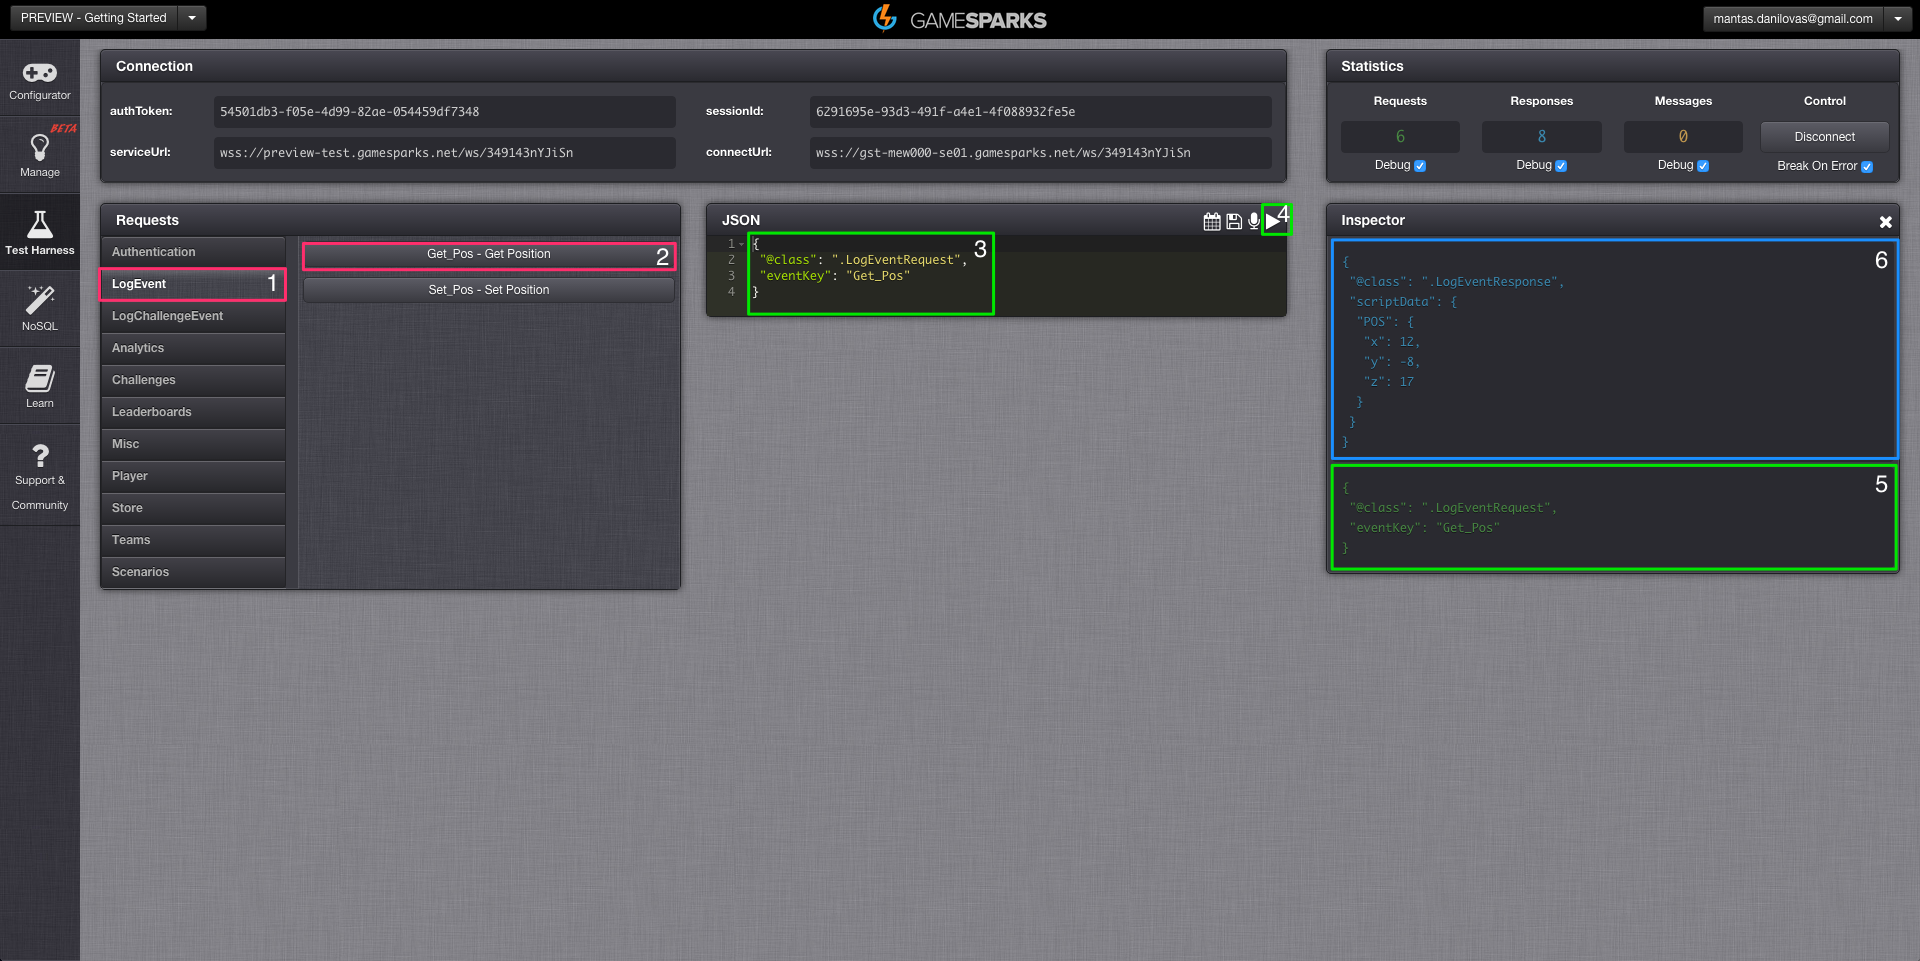 PREVIEW - Getting Started
GAMESPARKS
mantas.danilovas@gmail.com
Configurator
BETA
Manage
Test Harness
NoSQL
Learn
Support &
Community
Connection
authToken:
54501db3-f05e-4d99-82ae-054459df7348
sessionId:
6291695e-93d3-491f-a4e1-4f088932fe5e
serviceUrl:
wss://preview-test.gamesparks.net/ws/349143nYJiSn
connectUrl:
wss://gst-mew000-se01.gamesparks.net/ws/349143nYJiSn
Statistics
Requests
Responses
Messages
Control
6
8
0
Disconnect
Debug
Debug
Debug
Break On Error
Requests
Authentication
LogEvent
1
LogChallengeEvent
Analytics
Challenges
Leaderboards
Misc
Player
Store
Teams
Scenarios
Get_Pos - Get Position
2
Set_Pos - Set Position
JSON
4
1 {
2 "@class": ".LogEventRequest",
3 "eventKey": "Get_Pos"
4 }
3
Inspector
6
{
"@class": ".LogEventResponse",
"scriptData": {
"POS": {
"x": 12,
"y": -8,
"z": 17
}
}
}
5
{
"@class": ".LogEventRequest",
"eventKey": "Get_Pos"
}